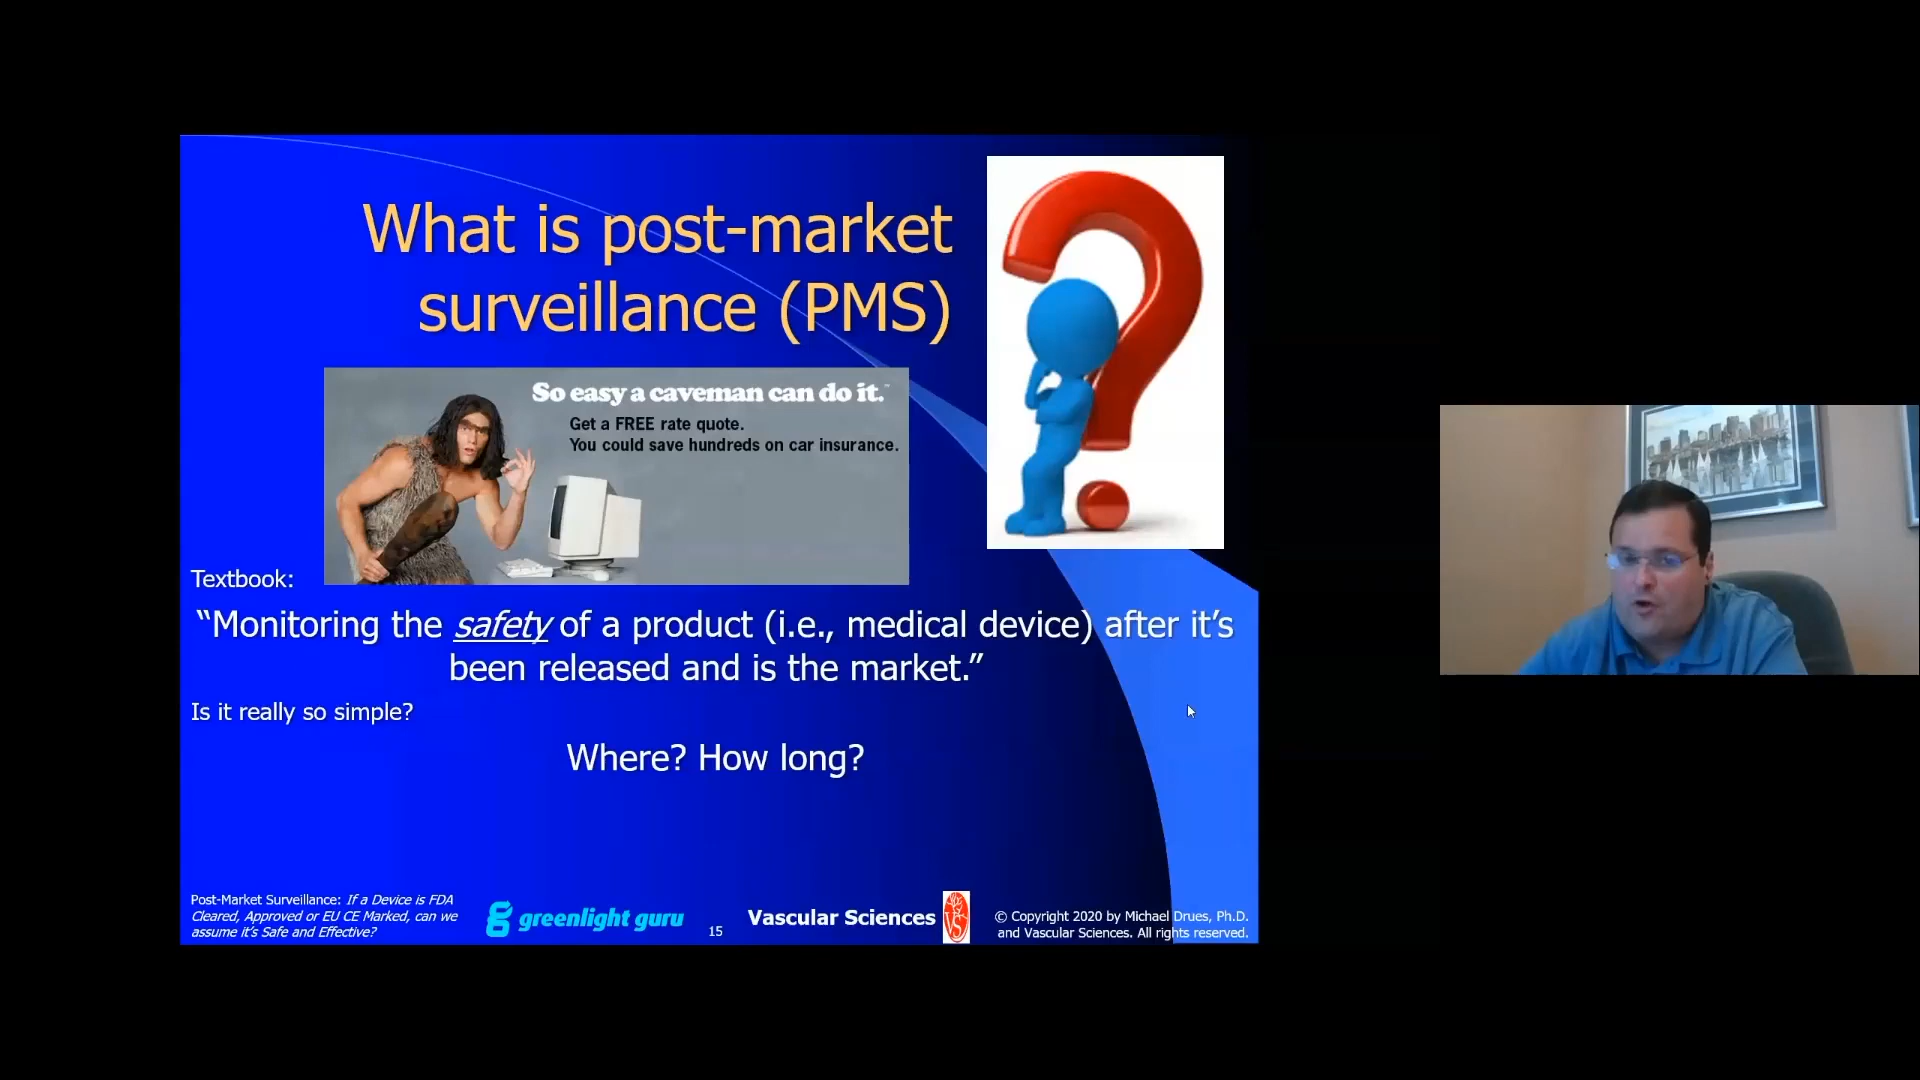 What is post-market
surveillance (PMS)
So easy a caveman can do it.™
Get a FREE rate quote.
You could save hundreds on car insurance.
Textbook:
“Monitoring the safety of a product (i.e., medical device) after it’s
been released and is the market.”
Is it really so simple?
Where? How long?
Post-Market Surveillance: If a Device is FDA
Cleared, Approved or EU CE Marked, can we
assume it’s Safe and Effective?
greenlight guru
15
Vascular Sciences
VS
© Copyright 2020 by Michael Drues, Ph.D.
and Vascular Sciences. All rights reserved.